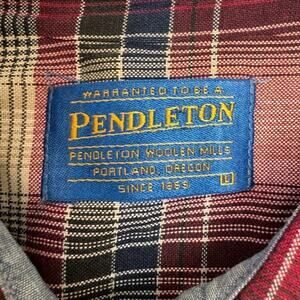 WARRANTED TO BE A
PENDLETON
PENDLETON WOOLEN MILLS
PORTLAND, OREGON
SINCE 1863
L